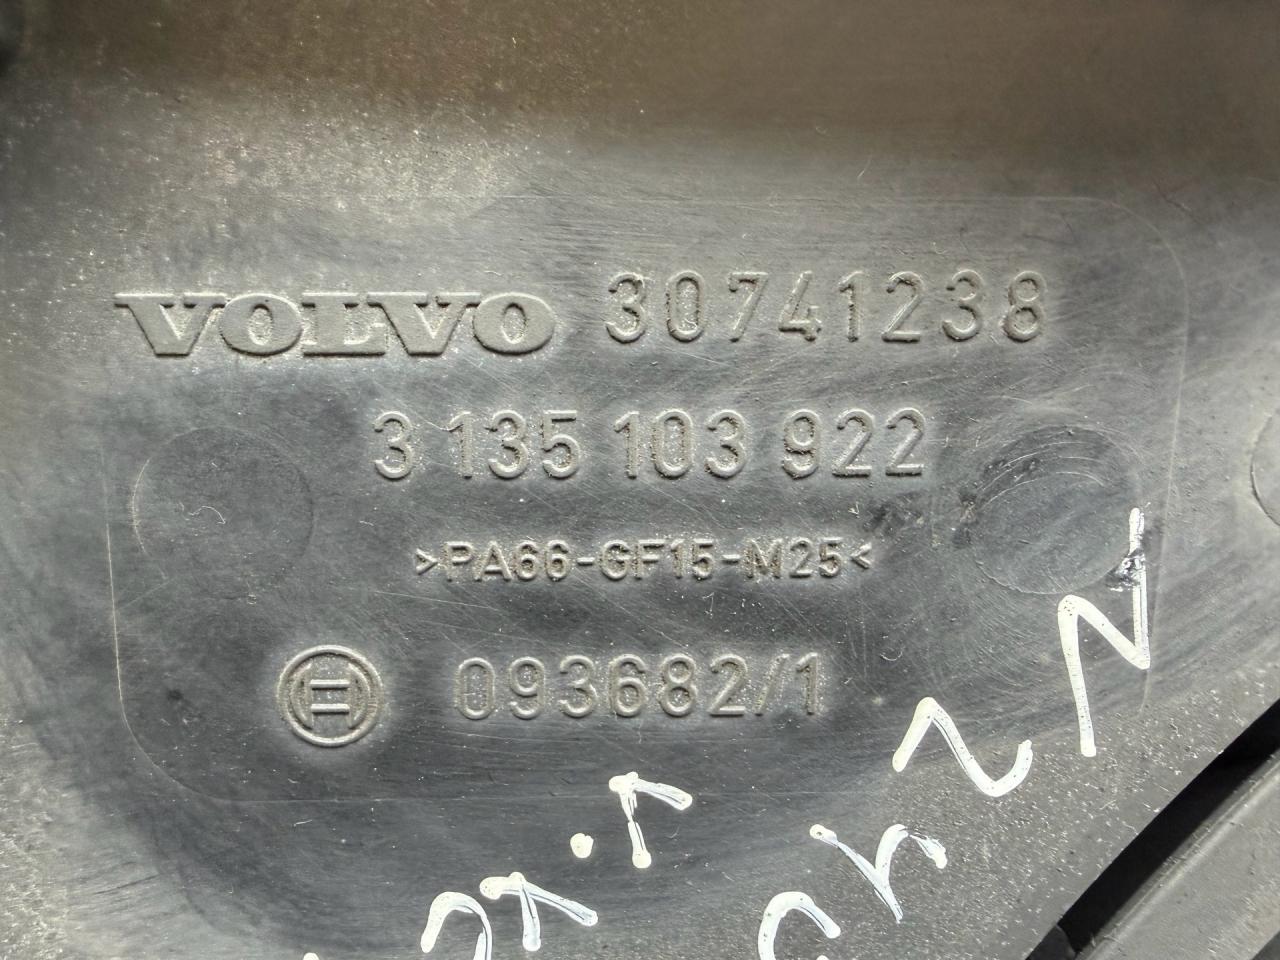 VOLVO 30741238
3 135 103 922
>PA66-GF15-M25<
093682/1